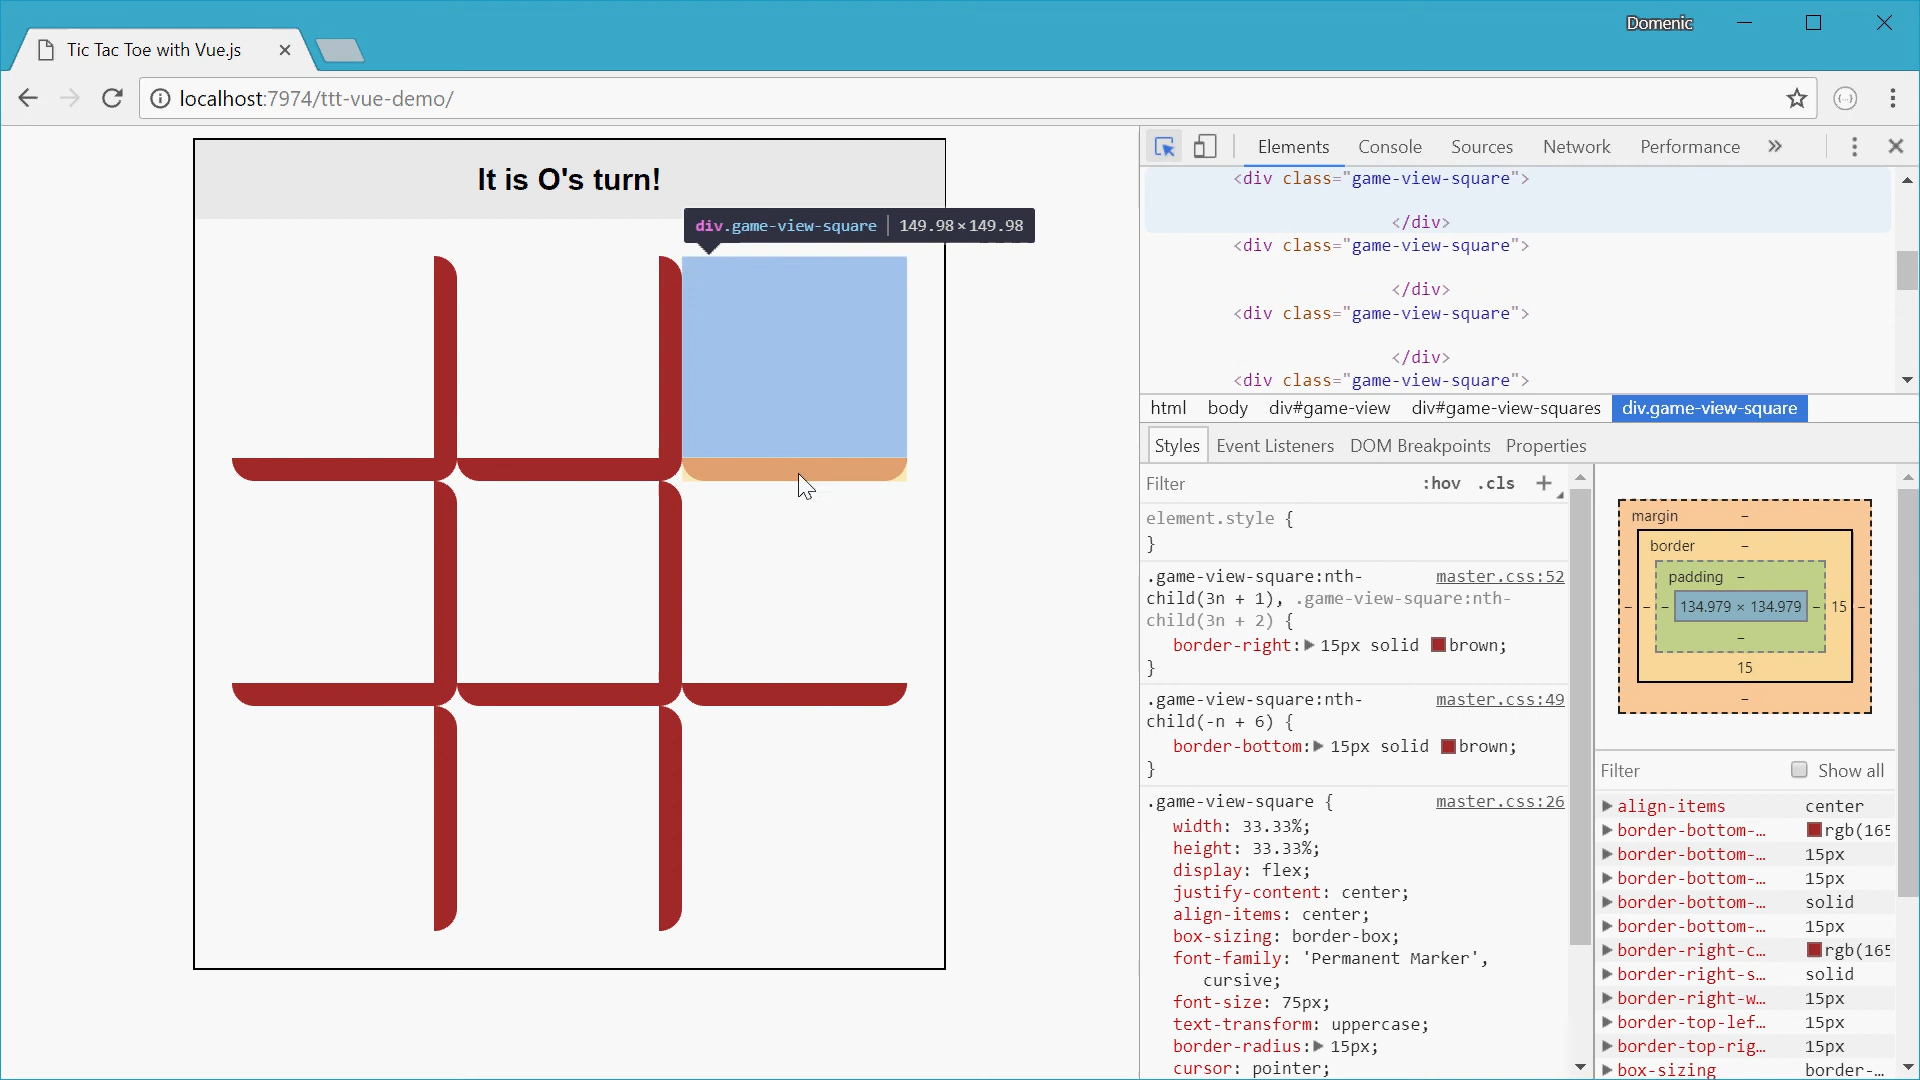 Domenic
Tic Tac Toe with Vue.js
localhost:7974/ttt-vue-demo/
It is O's turn!
div.game-view-square | 149.98×149.98
Elements Console Sources Network Performance »
<div class="game-view-square">
</div>
<div class="game-view-square">
</div>
<div class="game-view-square">
</div>
<div class="game-view-square">
html body div#game-view div#game-view-squares div.game-view-square
Styles Event Listeners DOM Breakpoints Properties
Filter :hov .cls +
element.style {
}
.game-view-square:nth- master.css:52
child(3n + 1), .game-view-square:nth-
child(3n + 2) {
border-right: 15px solid brown;
}
.game-view-square:nth- master.css:49
child(-n + 6) {
border-bottom: 15px solid brown;
}
.game-view-square { master.css:26
width: 33.33%;
height: 33.33%;
display: flex;
justify-content: center;
align-items: center;
box-sizing: border-box;
font-family: 'Permanent Marker',
cursive;
font-size: 75px;
text-transform: uppercase;
border-radius: 15px;
cursor: pointer;
margin –
border –
padding –
– – – 134.979 × 134.979 – 15 –
–
15
–
Filter Show all
align-items center
border-bottom-… rgb(165
border-bottom-… 15px
border-bottom-… 15px
border-bottom-… solid
border-bottom-… 15px
border-right-c… rgb(165
border-right-s… solid
border-right-w… 15px
border-top-lef… 15px
border-top-rig… 15px
box-sizing border-…